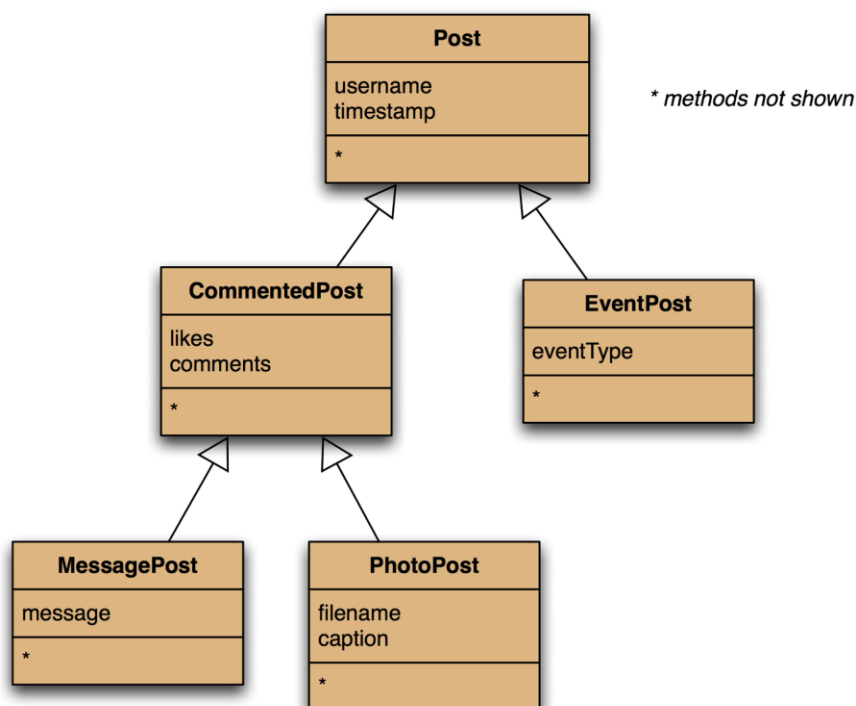 Post
username
timestamp
*
* methods not shown
CommentedPost
likes
comments
*
EventPost
eventType
*
MessagePost
message
*
PhotoPost
filename
caption
*